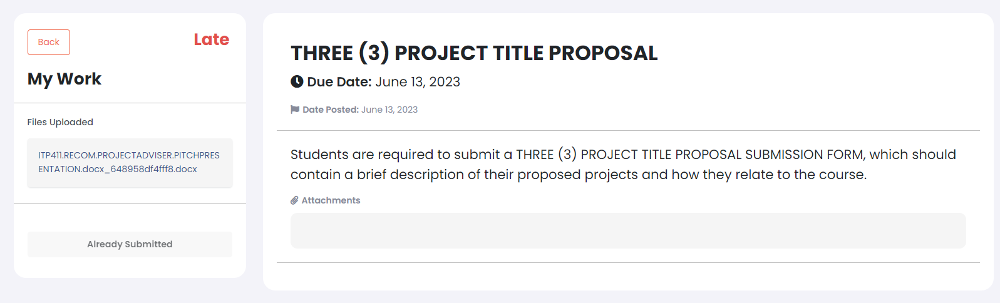 Back
Late
My Work
Files Uploaded
ITP411.RECOM.PROJECTADVISER.PITCHPRES
ENTATION.docx_648958df4fff8.docx
Already Submitted
THREE (3) PROJECT TITLE PROPOSAL
Due Date: June 13, 2023
Date Posted: June 13, 2023
Students are required to submit a THREE (3) PROJECT TITLE PROPOSAL SUBMISSION FORM, which should
contain a brief description of their proposed projects and how they relate to the course.
Attachments